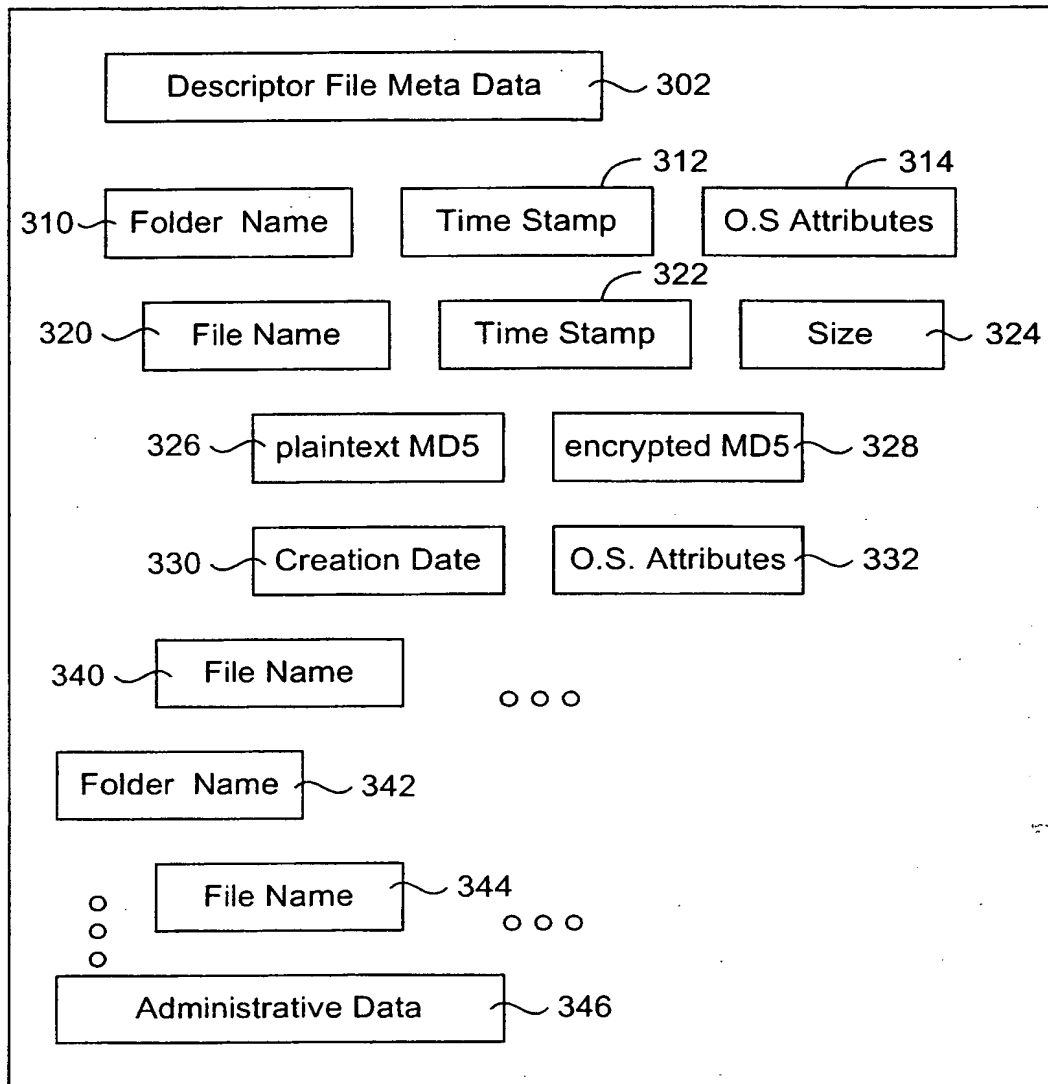 Descriptor File Meta Data 302
312 314
310 Folder Name Time Stamp O.S Attributes
322
320 File Name Time Stamp Size 324
326 plaintext MD5 encrypted MD5 328
330 Creation Date O.S. Attributes 332
340 File Name
Folder Name 342
File Name 344
Administrative Data 346